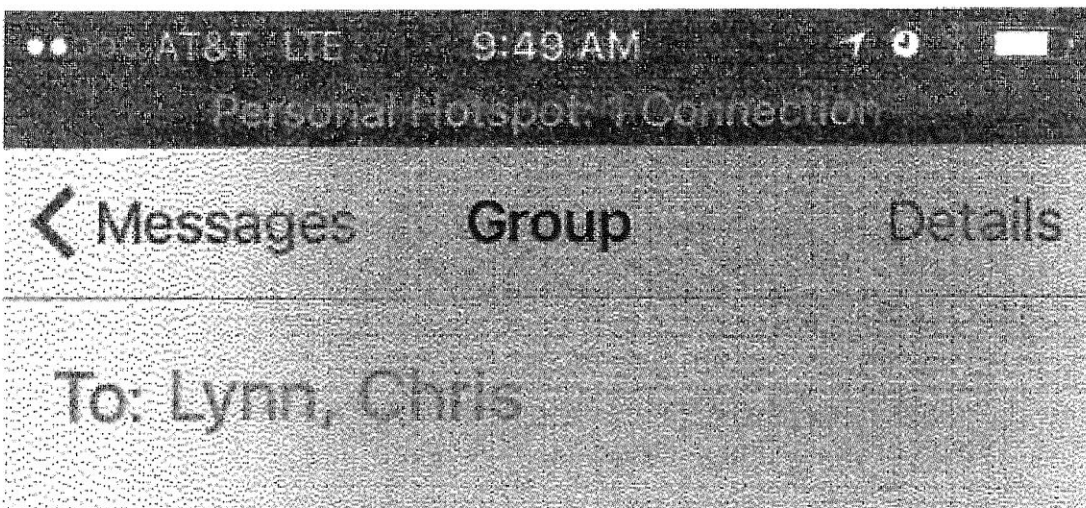 AT&T LTE 9:49 AM
Personal Hotspot: 1 Connection
Messages Group Details
To: Lynn, Chris